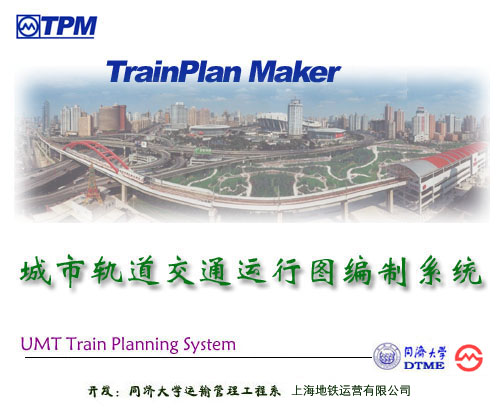 TPM
TrainPlan Maker
城市轨道交通运行图编制系统
UMT Train Planning System
同济大学
DTME
开发：同济大学运输管理工程系 上海地铁运营有限公司